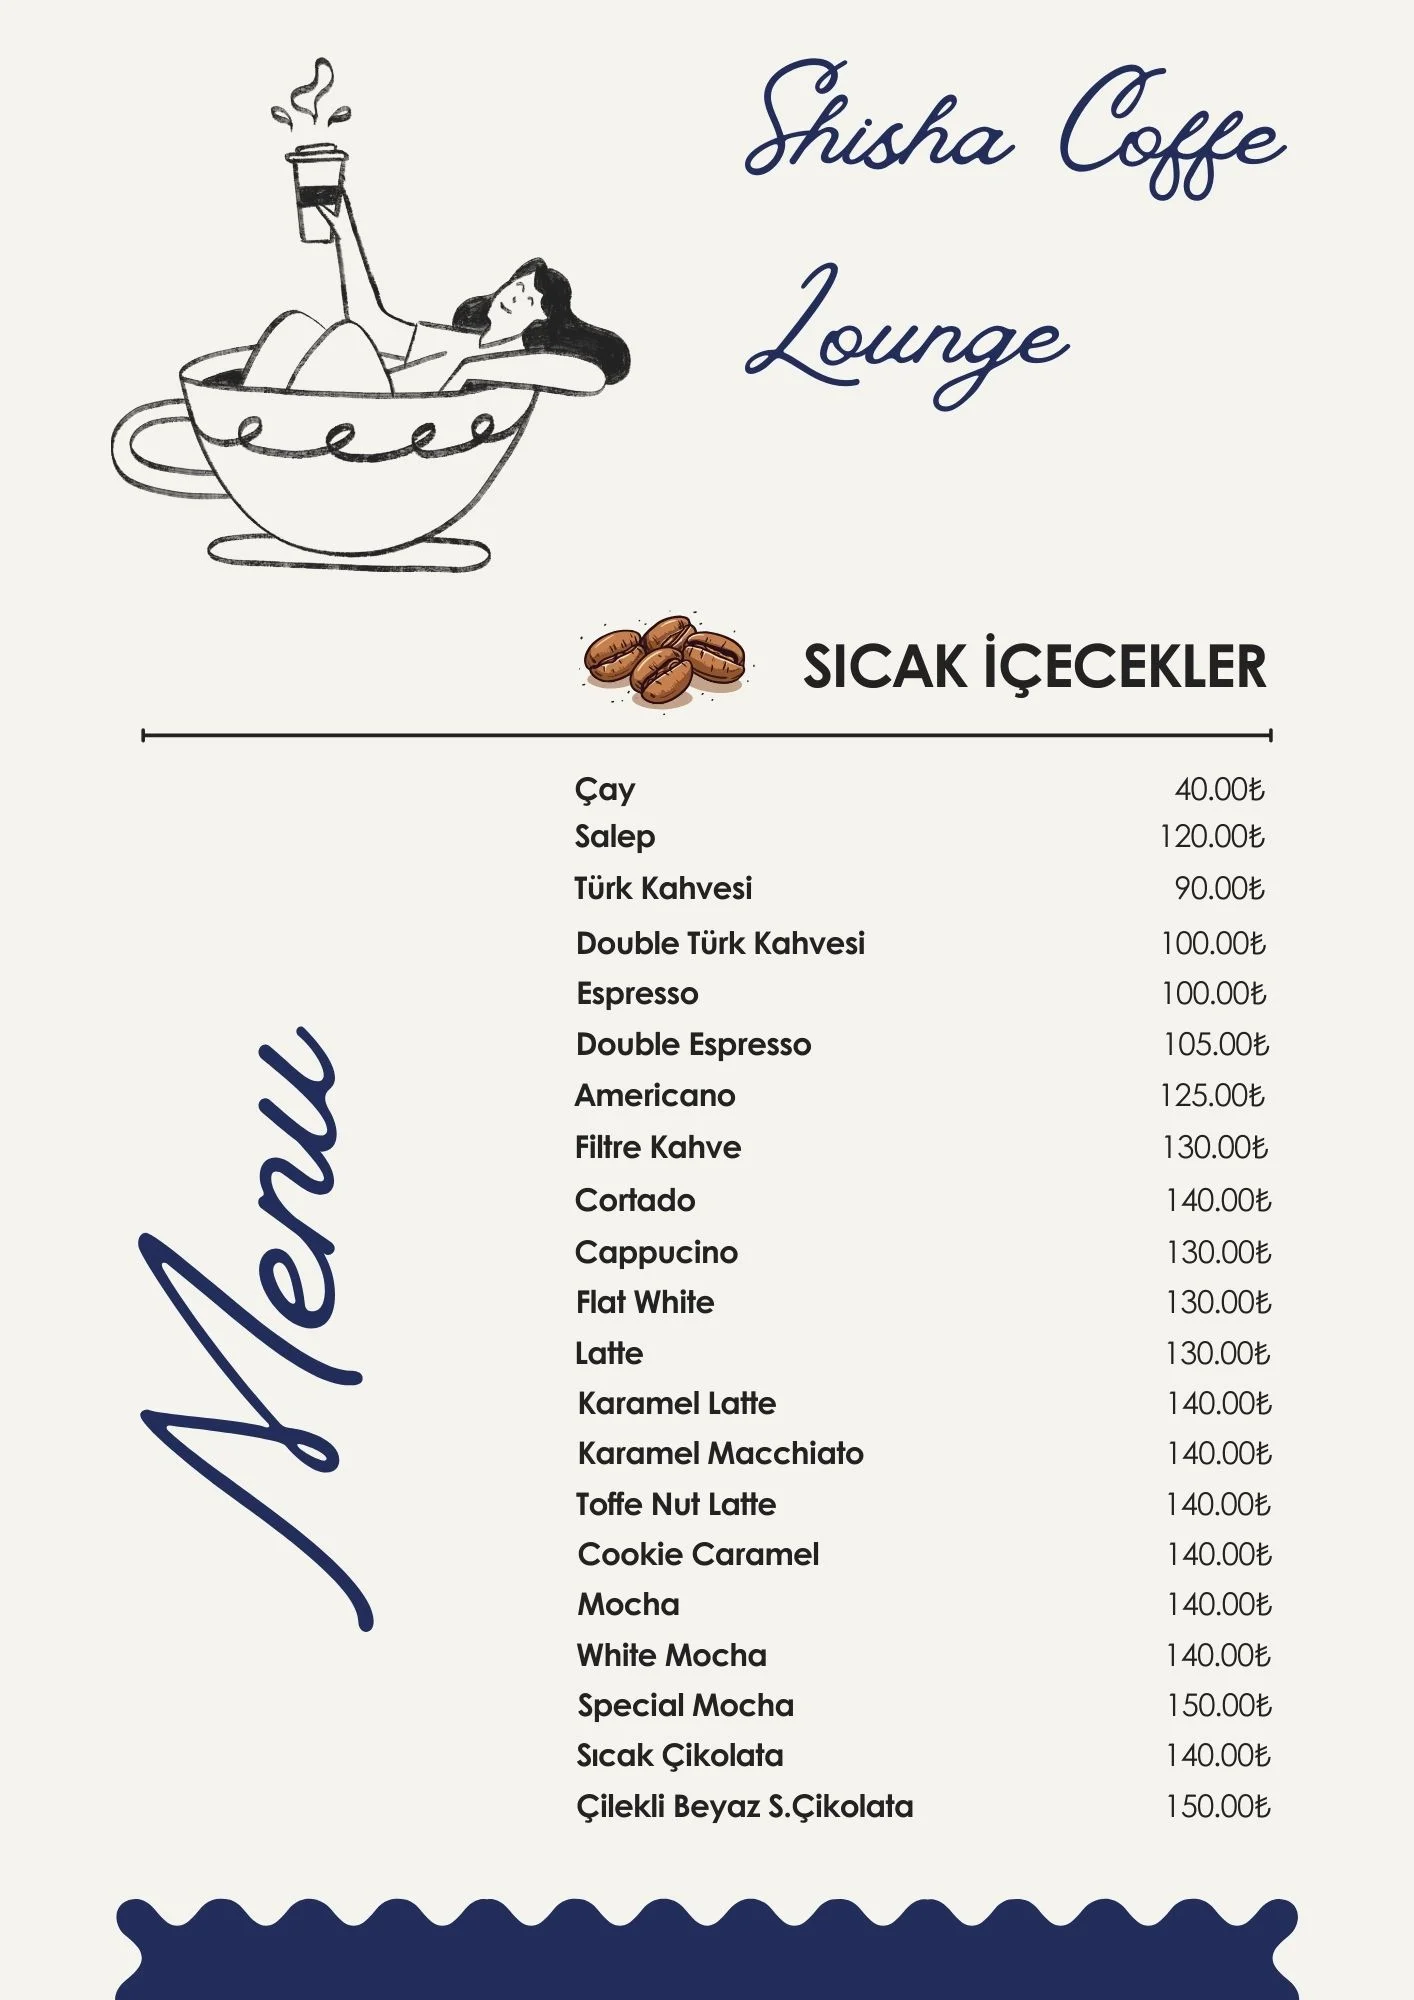 Shisha Coffe
Lounge
SICAK İÇECEKLER
Menu
Çay 40.00₺
Salep 120.00₺
Türk Kahvesi 90.00₺
Double Türk Kahvesi 100.00₺
Espresso 100.00₺
Double Espresso 105.00₺
Americano 125.00₺
Filtre Kahve 130.00₺
Cortado 140.00₺
Cappucino 130.00₺
Flat White 130.00₺
Latte 130.00₺
Karamel Latte 140.00₺
Karamel Macchiato 140.00₺
Toffe Nut Latte 140.00₺
Cookie Caramel 140.00₺
Mocha 140.00₺
White Mocha 140.00₺
Special Mocha 150.00₺
Sıcak Çikolata 140.00₺
Çilekli Beyaz S.Çikolata 150.00₺